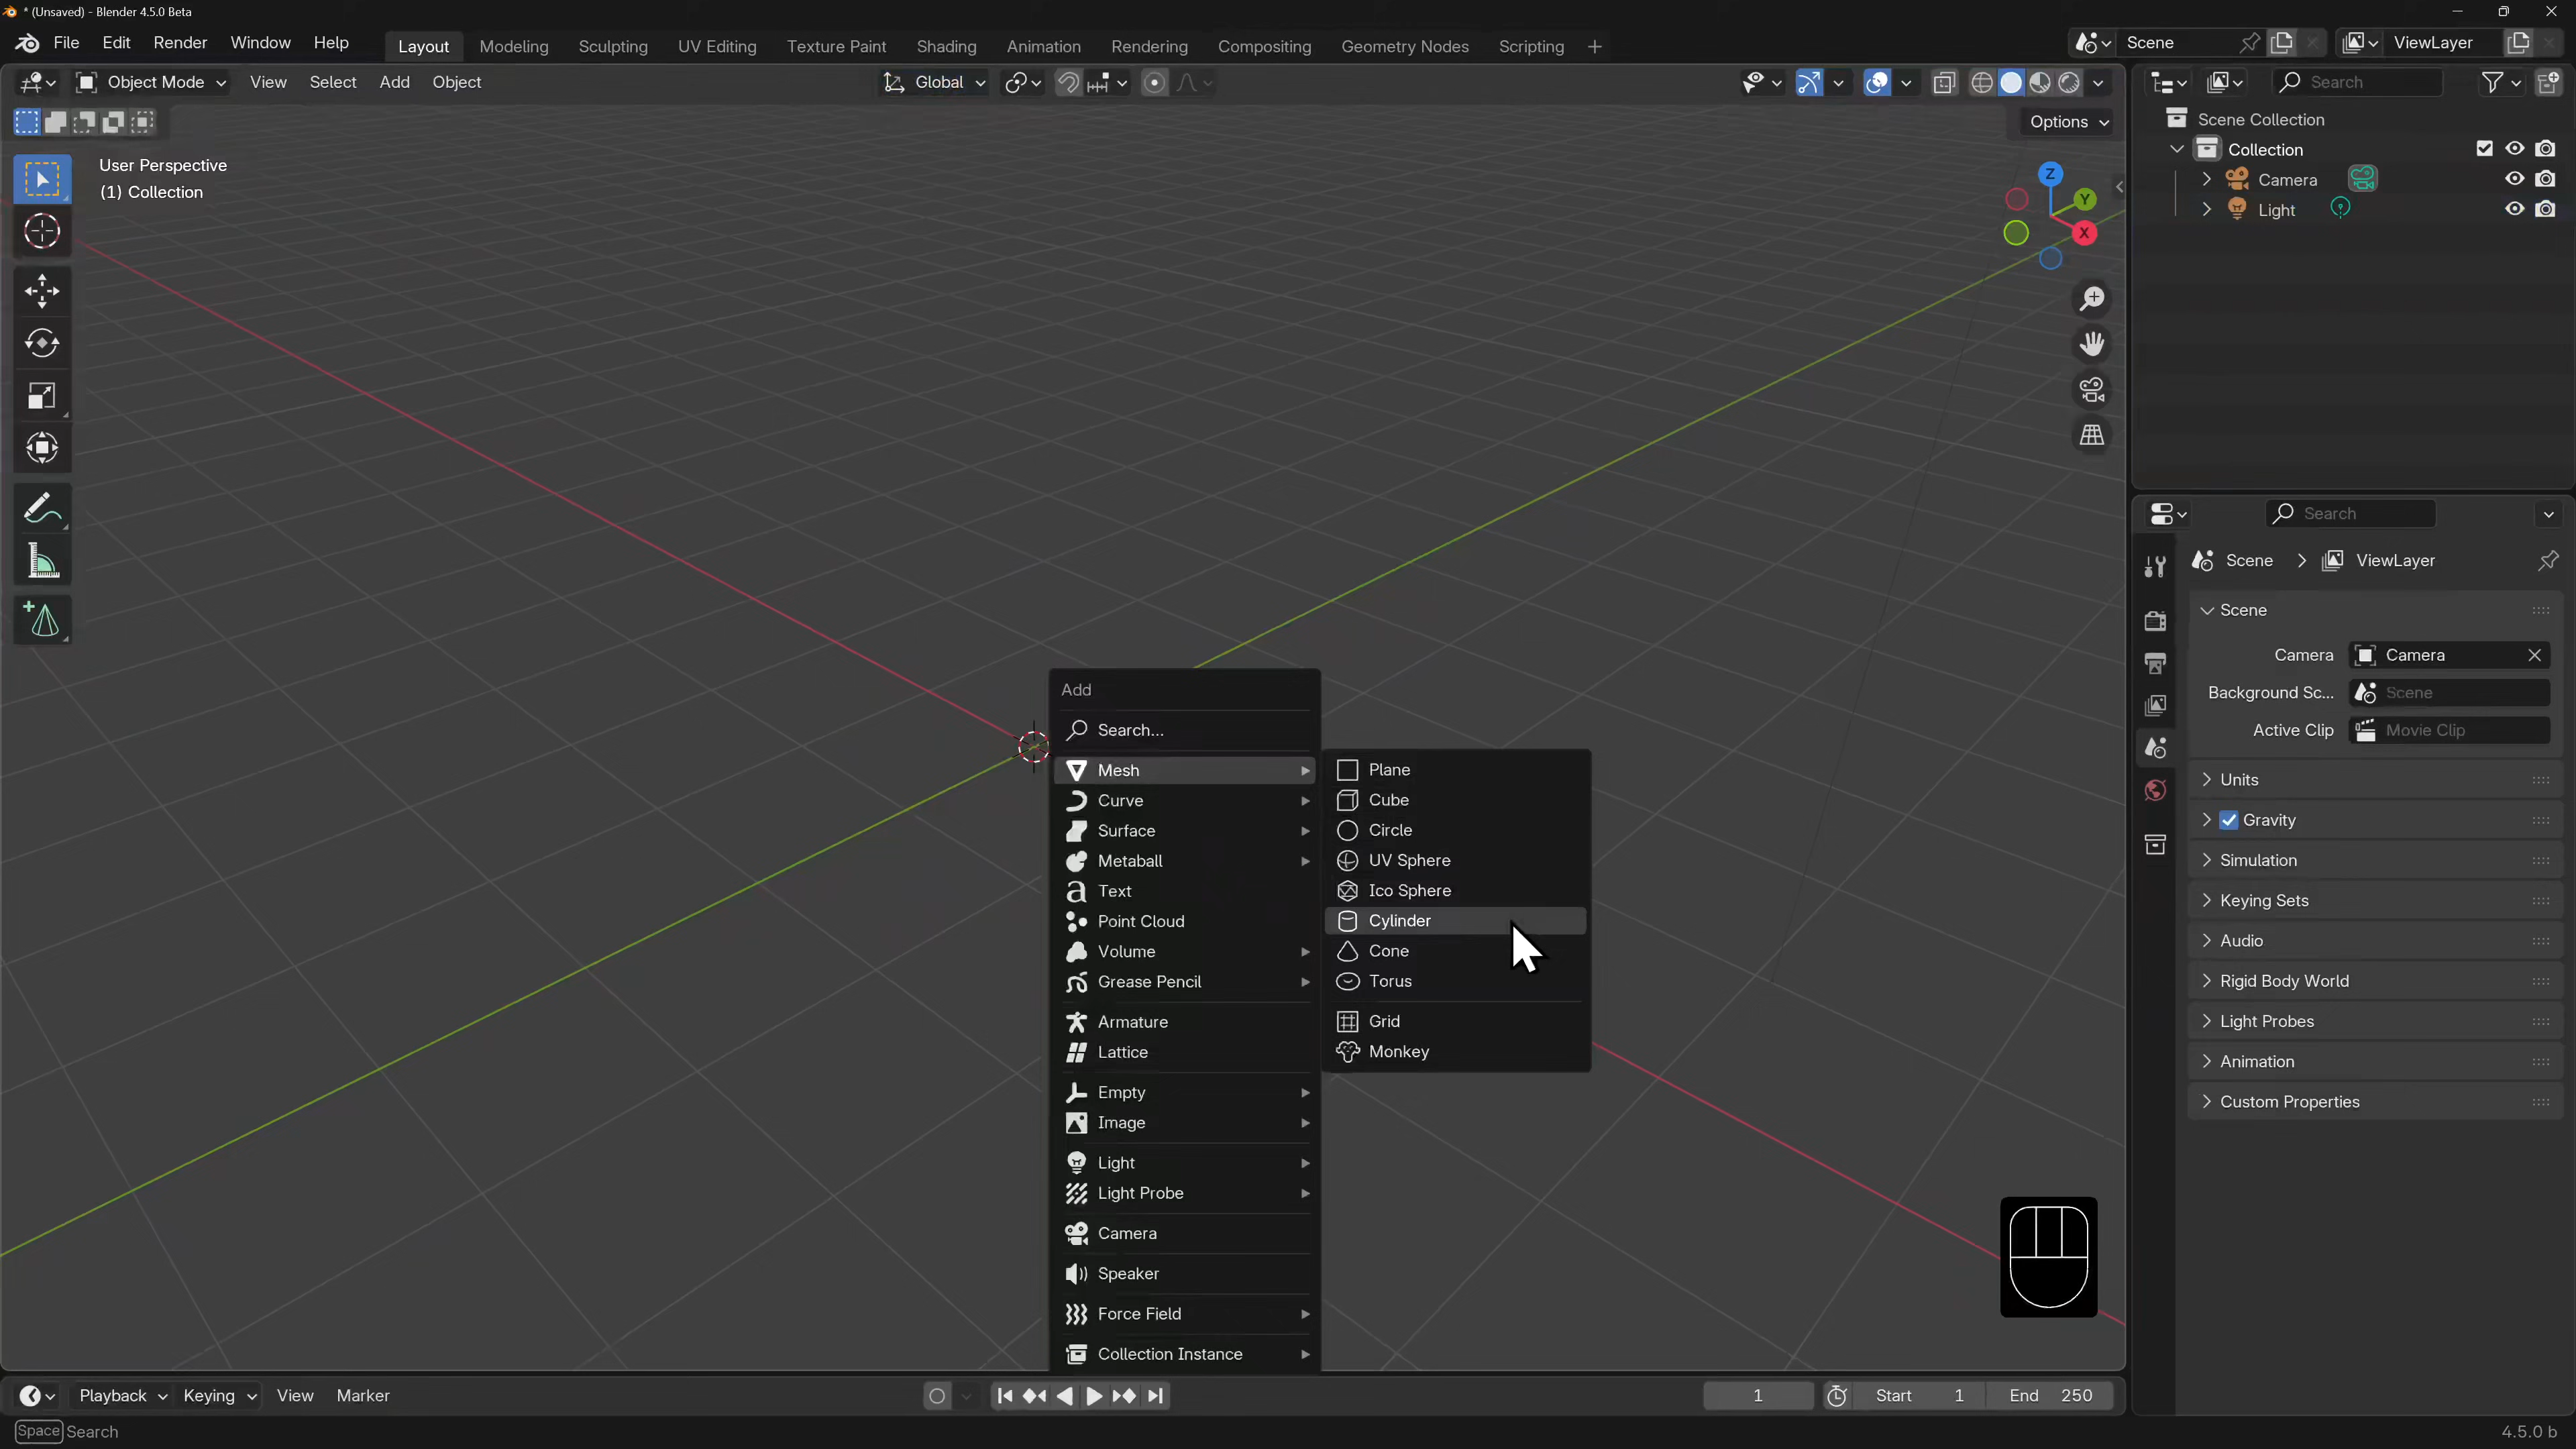 * (Unsaved) - Blender 4.5.0 Beta
File Edit Render Window Help Layout Modeling Sculpting UV Editing Texture Paint Shading Animation Rendering Compositing Geometry Nodes Scripting + Scene ViewLayer
Object Mode View Select Add Object Global Search
Options
User Perspective
(1) Collection
Z
Y
X
Scene Collection
Collection
Camera
Light
Search
Scene > ViewLayer
Scene
Camera Camera
Background Sc... Scene
Active Clip Movie Clip
Units
Gravity
Simulation
Keying Sets
Audio
Rigid Body World
Light Probes
Animation
Custom Properties
Add
Search...
Mesh
Curve
Surface
Metaball
Text
Point Cloud
Volume
Grease Pencil
Armature
Lattice
Empty
Image
Light
Light Probe
Camera
Speaker
Force Field
Collection Instance
Plane
Cube
Circle
UV Sphere
Ico Sphere
Cylinder
Cone
Torus
Grid
Monkey
Playback Keying View Marker 1 Start 1 End 250
Space Search 4.5.0 b